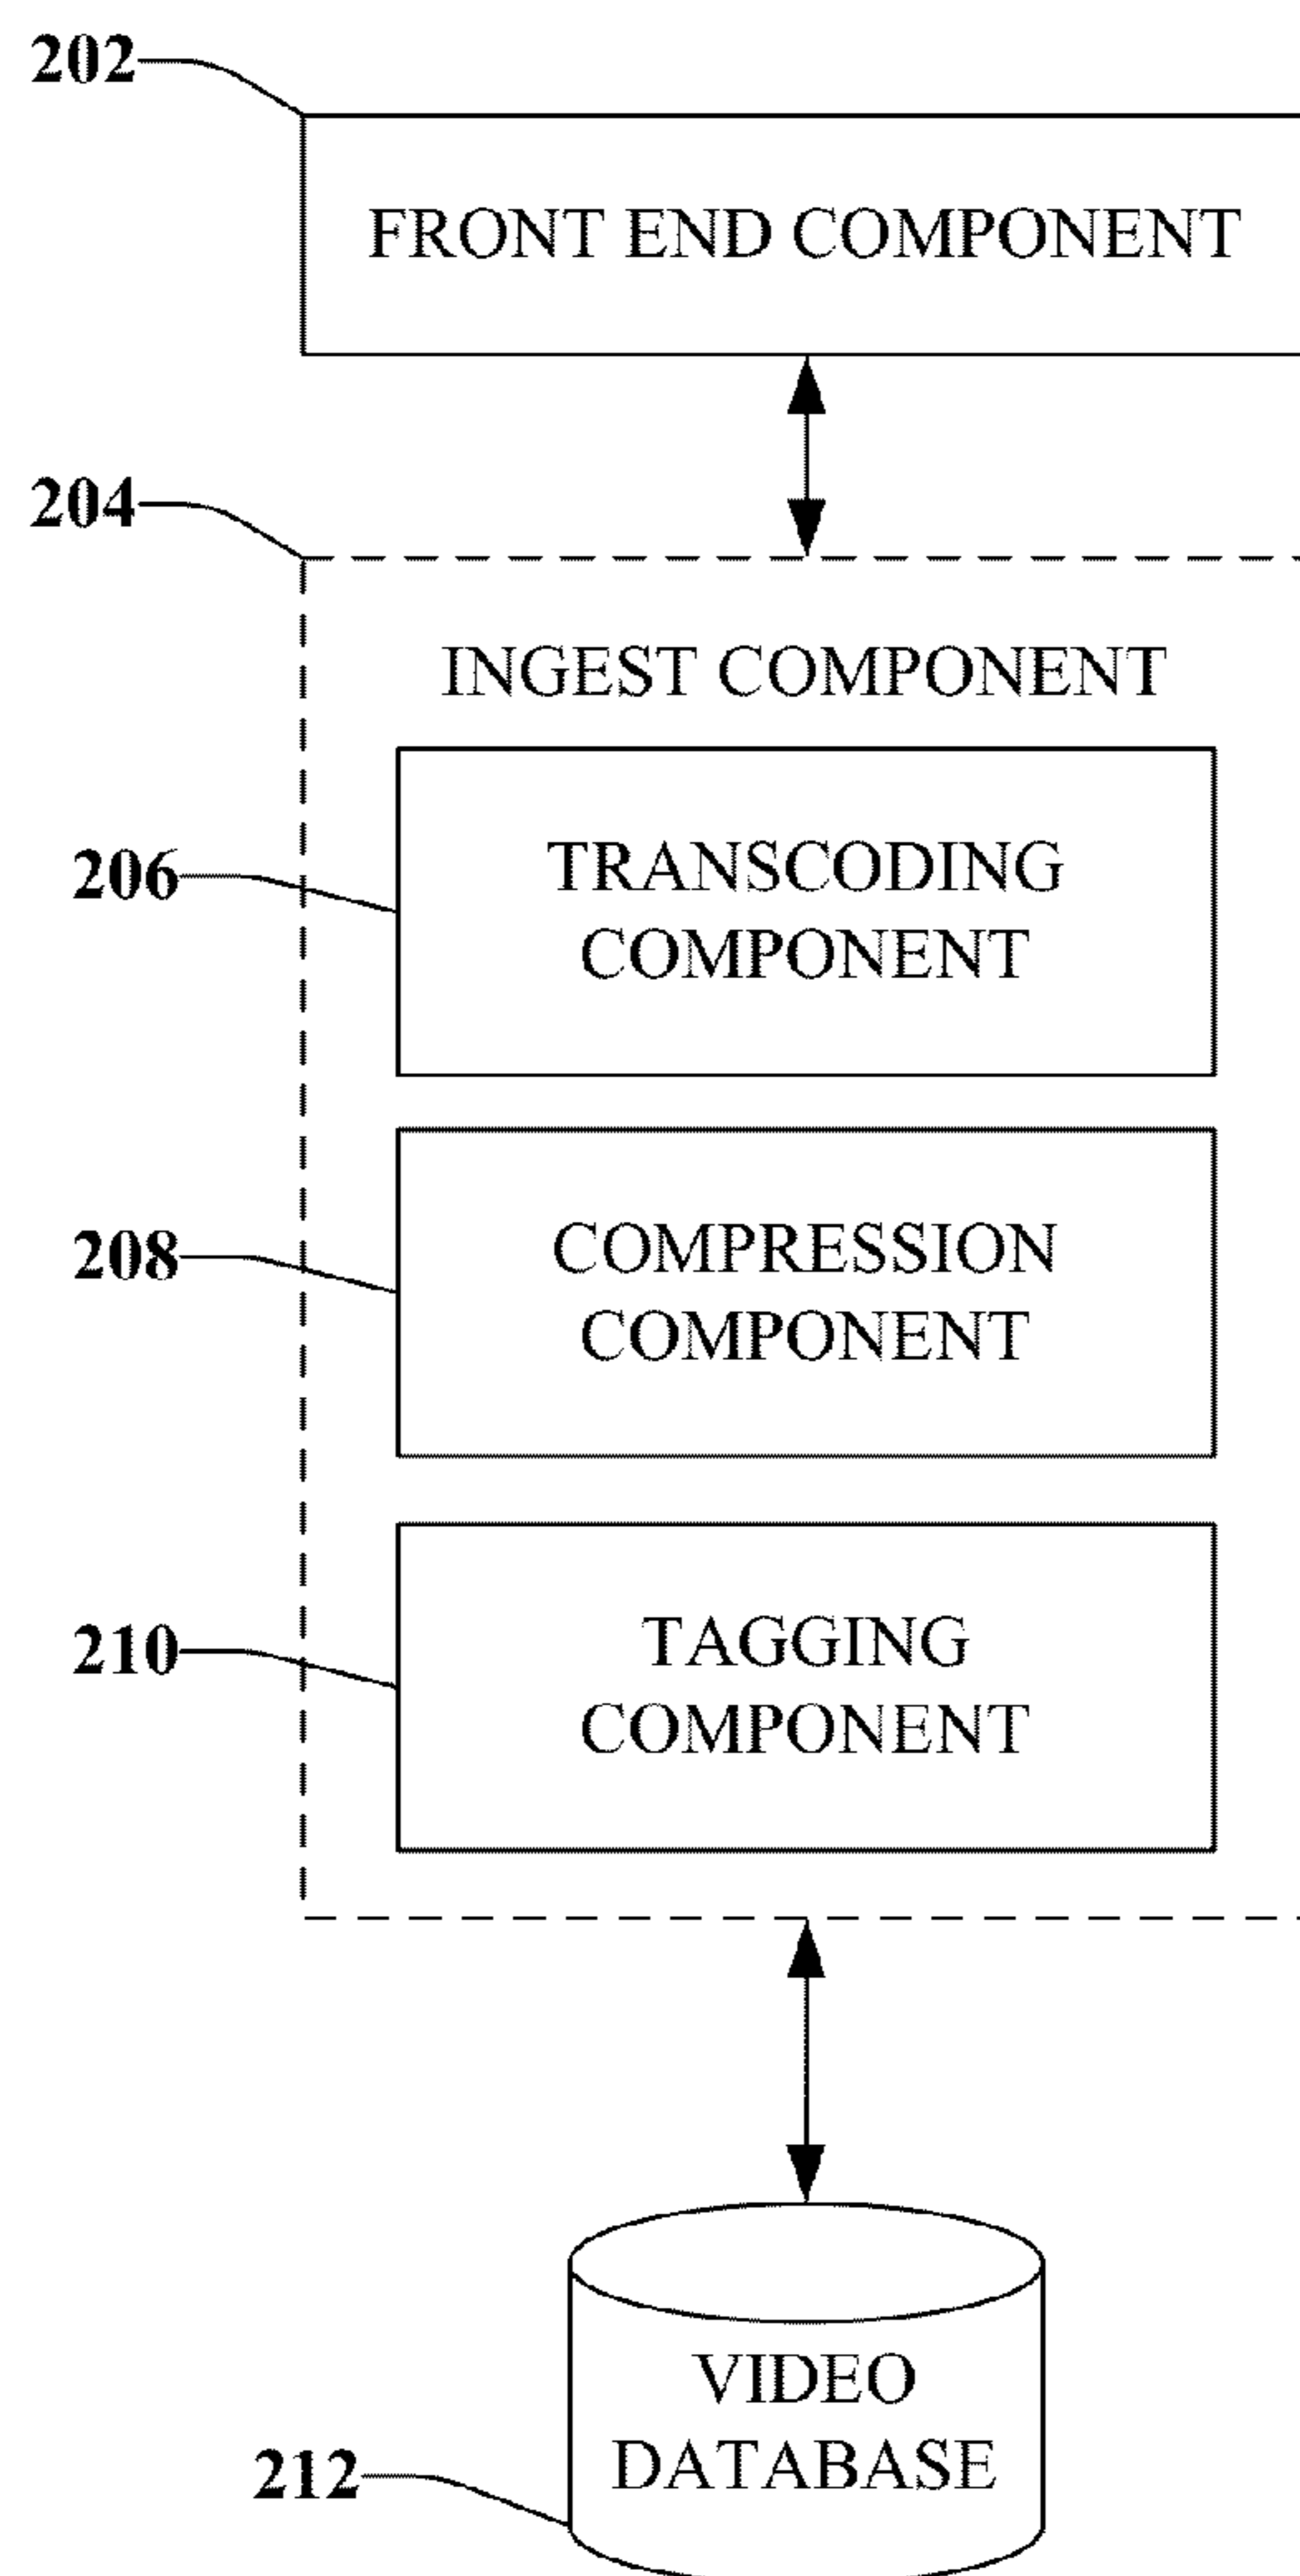 202
FRONT END COMPONENT
204
INGEST COMPONENT
206
TRANSCODING
COMPONENT
208
COMPRESSION
COMPONENT
210
TAGGING
COMPONENT
VIDEO
DATABASE
212